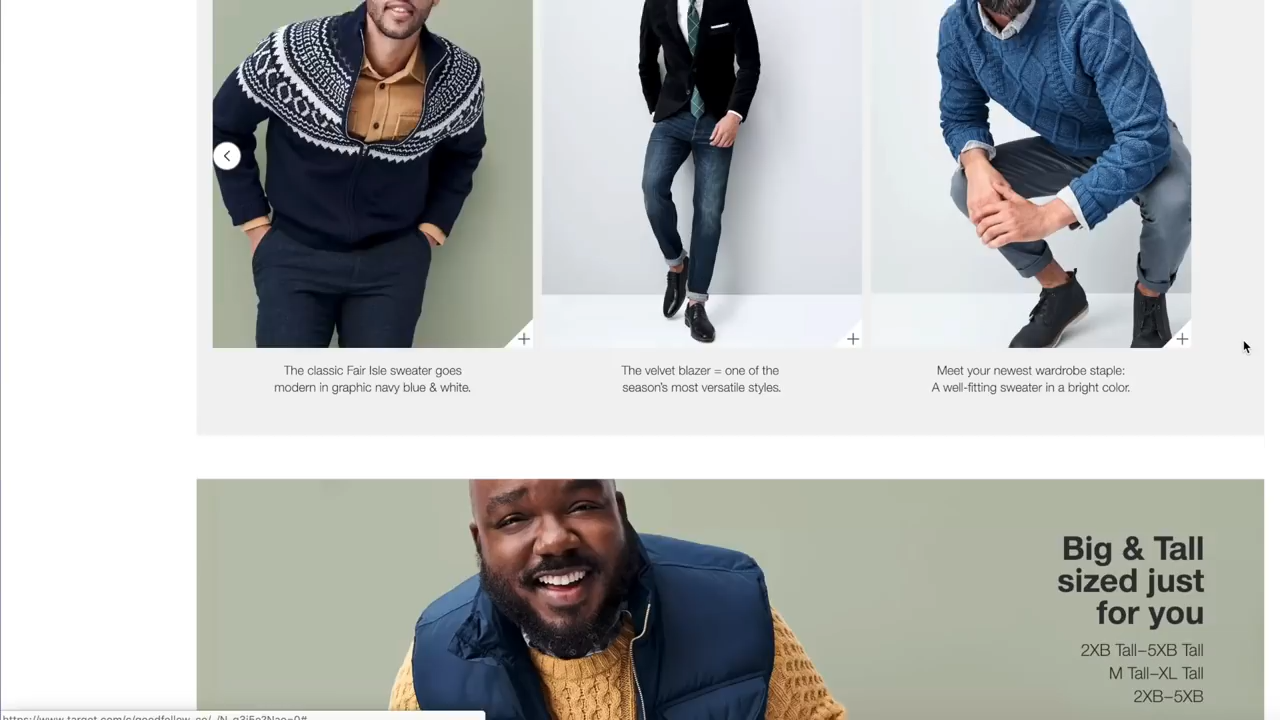 The classic Fair Isle sweater goes
modern in graphic navy blue & white.
The velvet blazer = one of the
season's most versatile styles.
Meet your newest wardrobe staple:
A well-fitting sweater in a bright color.
Big & Tall
sized just
for you
2XB Tall–5XB Tall
M Tall–XL Tall
2XB–5XB